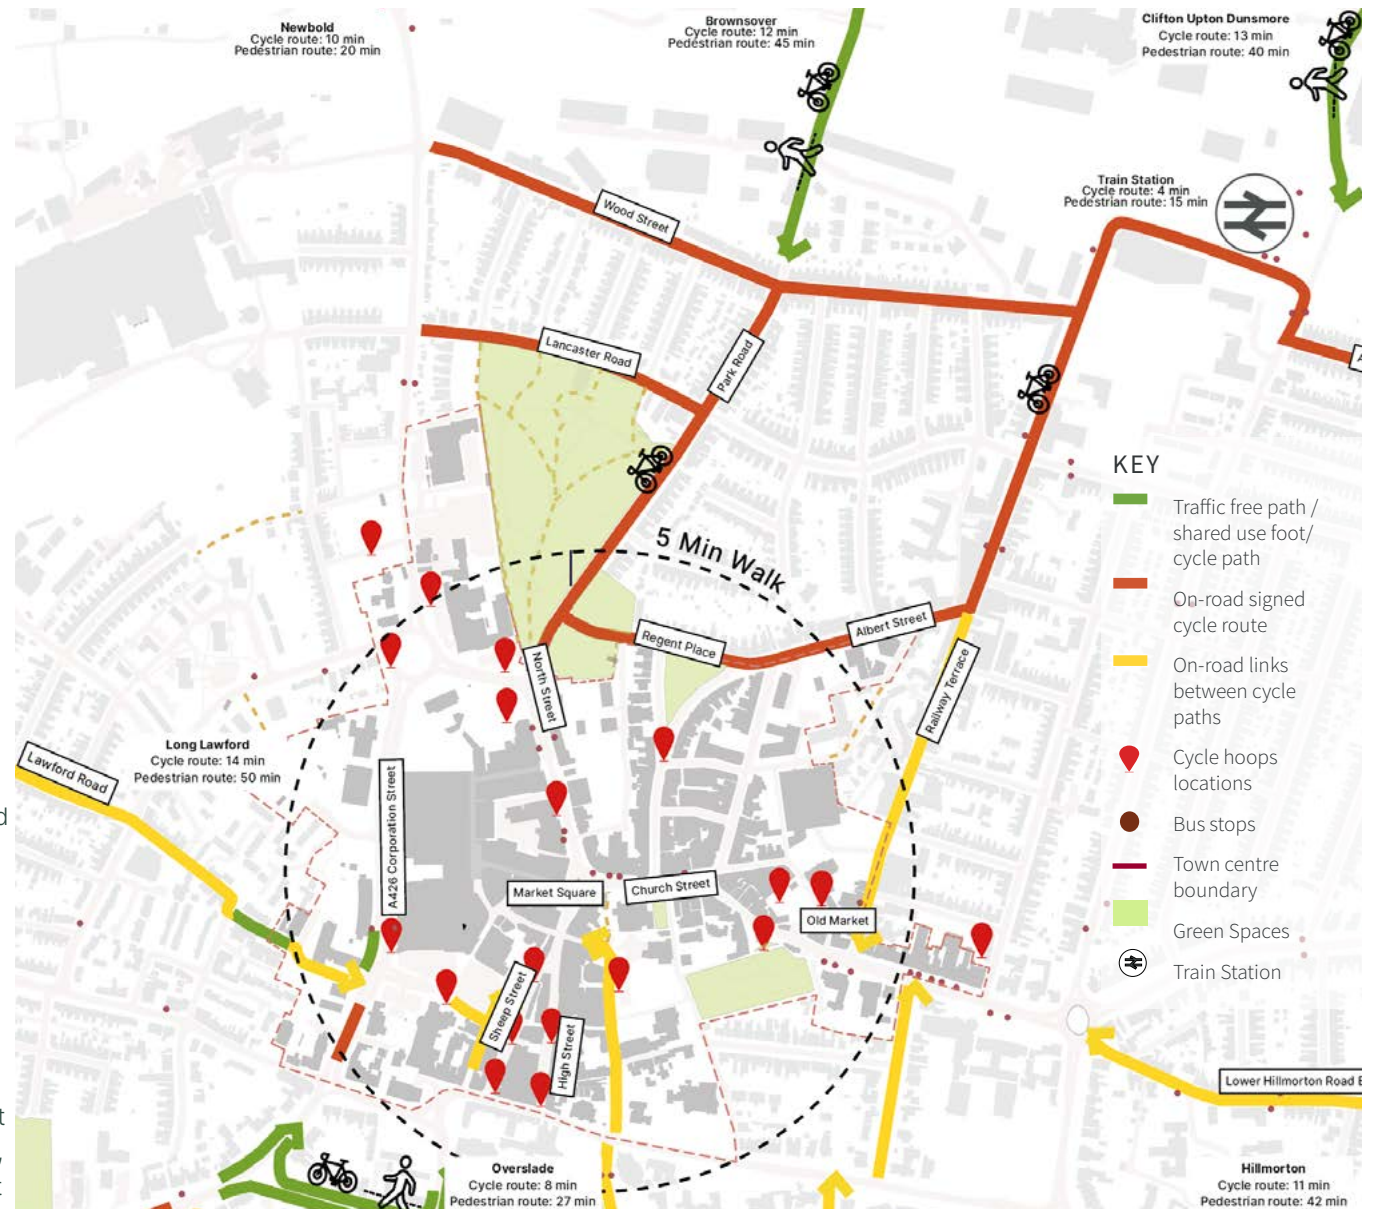 Newbold
Cycle route: 10 min
Pedestrian route: 20 min
Brownsover
Cycle route: 12 min
Pedestrian route: 45 min
Clifton Upton Dunsmore
Cycle route: 13 min
Pedestrian route: 40 min
Train Station
Cycle route: 4 min
Pedestrian route: 15 min
Wood Street
Lancaster Road
Park Road
A
5 Min Walk
KEY
Traffic free path /
shared use foot/
cycle path
On-road signed
cycle route
On-road links
between cycle
paths
Cycle hoops
locations
Bus stops
Town centre
boundary
Green Spaces
Train Station
Regent Place
Albert Street
North Street
Railway Terrace
Long Lawford
Cycle route: 14 min
Pedestrian route: 50 min
Lawford Road
A426 Corporation Street
Market Square
Church Street
Old Market
Sheep Street
High Street
Lower Hillmorton Road
Overslade
Cycle route: 8 min
Pedestrian route: 27 min
Hillmorton
Cycle route: 11 min
Pedestrian route: 42 min